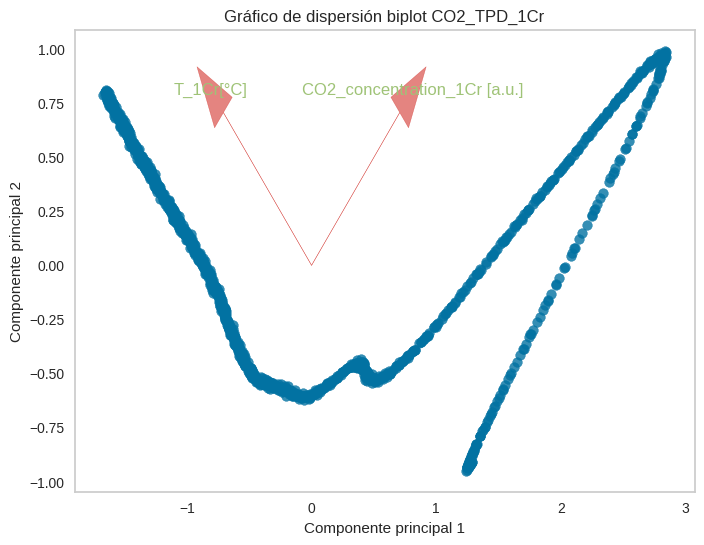 Gráfico de dispersión biplot CO2_TPD_1Cr
1.00
0.75
0.50
0.25
0.00
−0.25
−0.50
−0.75
−1.00
Componente principal 2
T_1Cr[°C]
CO2_concentration_1Cr [a.u.]
−1
0
1
2
3
Componente principal 1